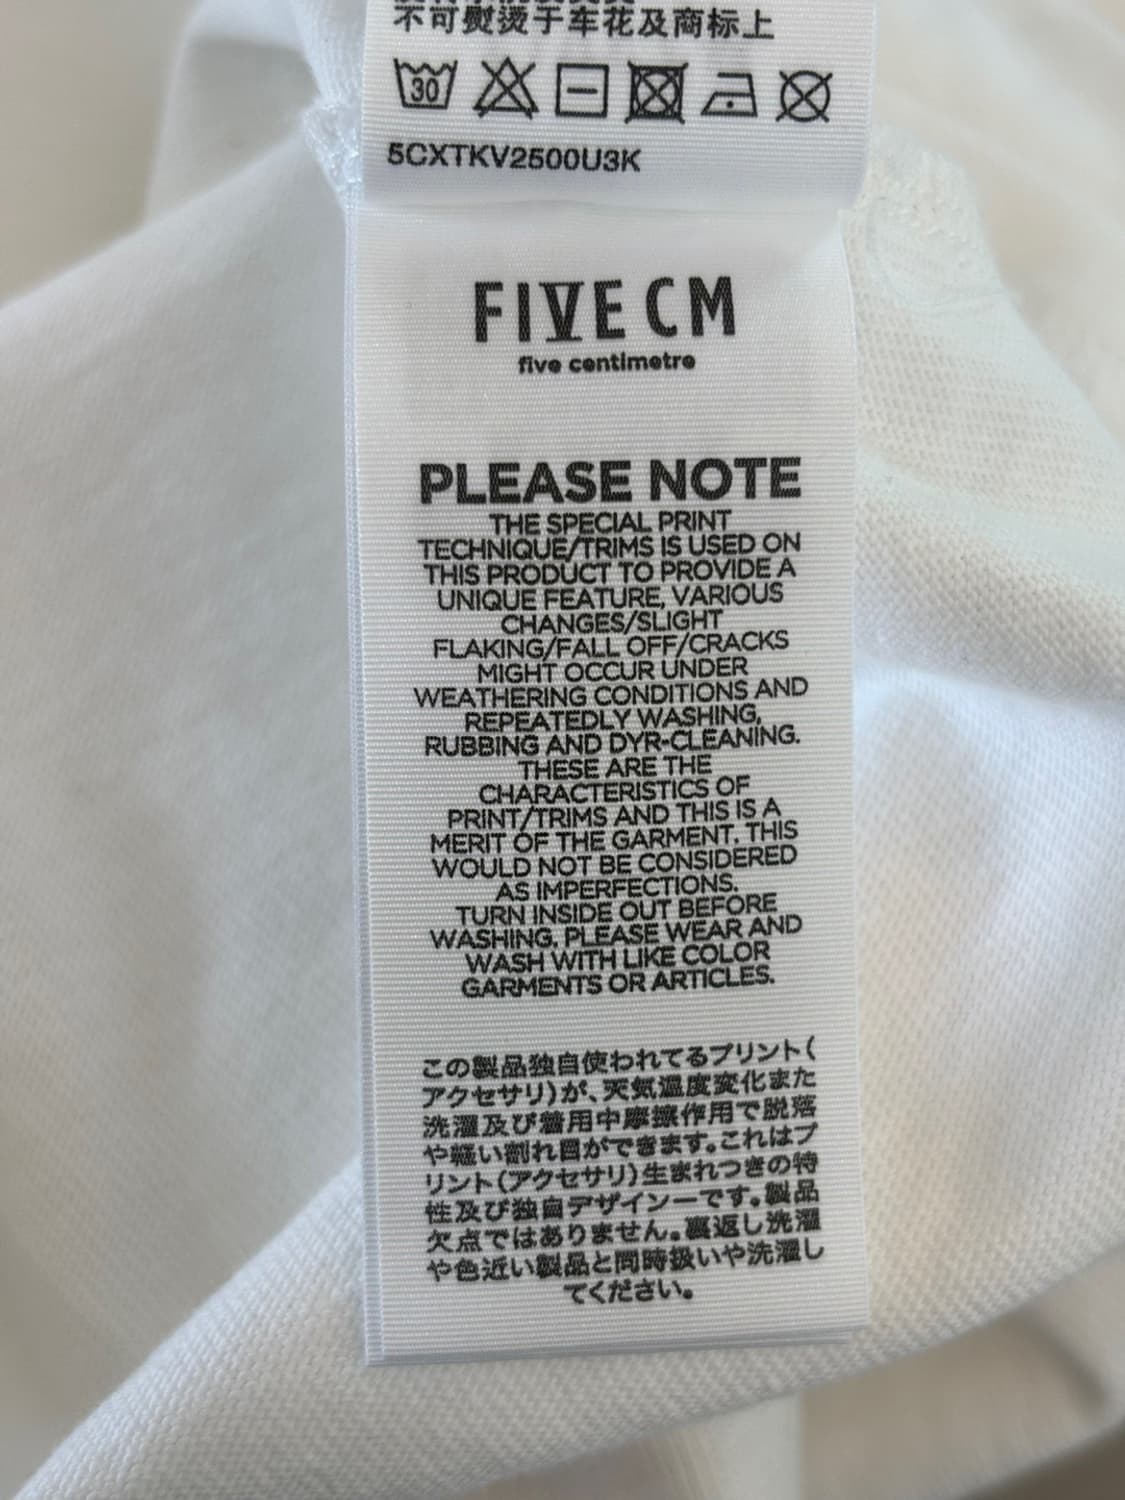 不可熨烫于车花及商标上
30
5CXTKV2500U3K
FIVE CM
five centimetre
PLEASE NOTE
THE SPECIAL PRINT
TECHNIQUE/TRIMS IS USED ON
THIS PRODUCT TO PROVIDE A
UNIQUE FEATURE, VARIOUS
CHANGES/SLIGHT
FLAKING/FALL OFF/CRACKS
MIGHT OCCUR UNDER
WEATHERING CONDITIONS AND
REPEATEDLY WASHING,
RUBBING AND DYR-CLEANING.
THESE ARE THE
CHARACTERISTICS OF
PRINT/TRIMS AND THIS IS A
MERIT OF THE GARMENT. THIS
WOULD NOT BE CONSIDERED
AS IMPERFECTIONS.
TURN INSIDE OUT BEFORE
WASHING. PLEASE WEAR AND
WASH WITH LIKE COLOR
GARMENTS OR ARTICLES.
この製品独自使われてるプリント(
アクセサリ)が、天気温度変化また
洗濯及び着用中摩擦作用で脱落
や軽い割れ目ができます。これはプ
リント(アクセサリ)生まれつきの特
性及び独自デザインーです。製品
欠点ではありません。裏返し洗濯
や色近い製品と同時扱いや洗濯し
てください。